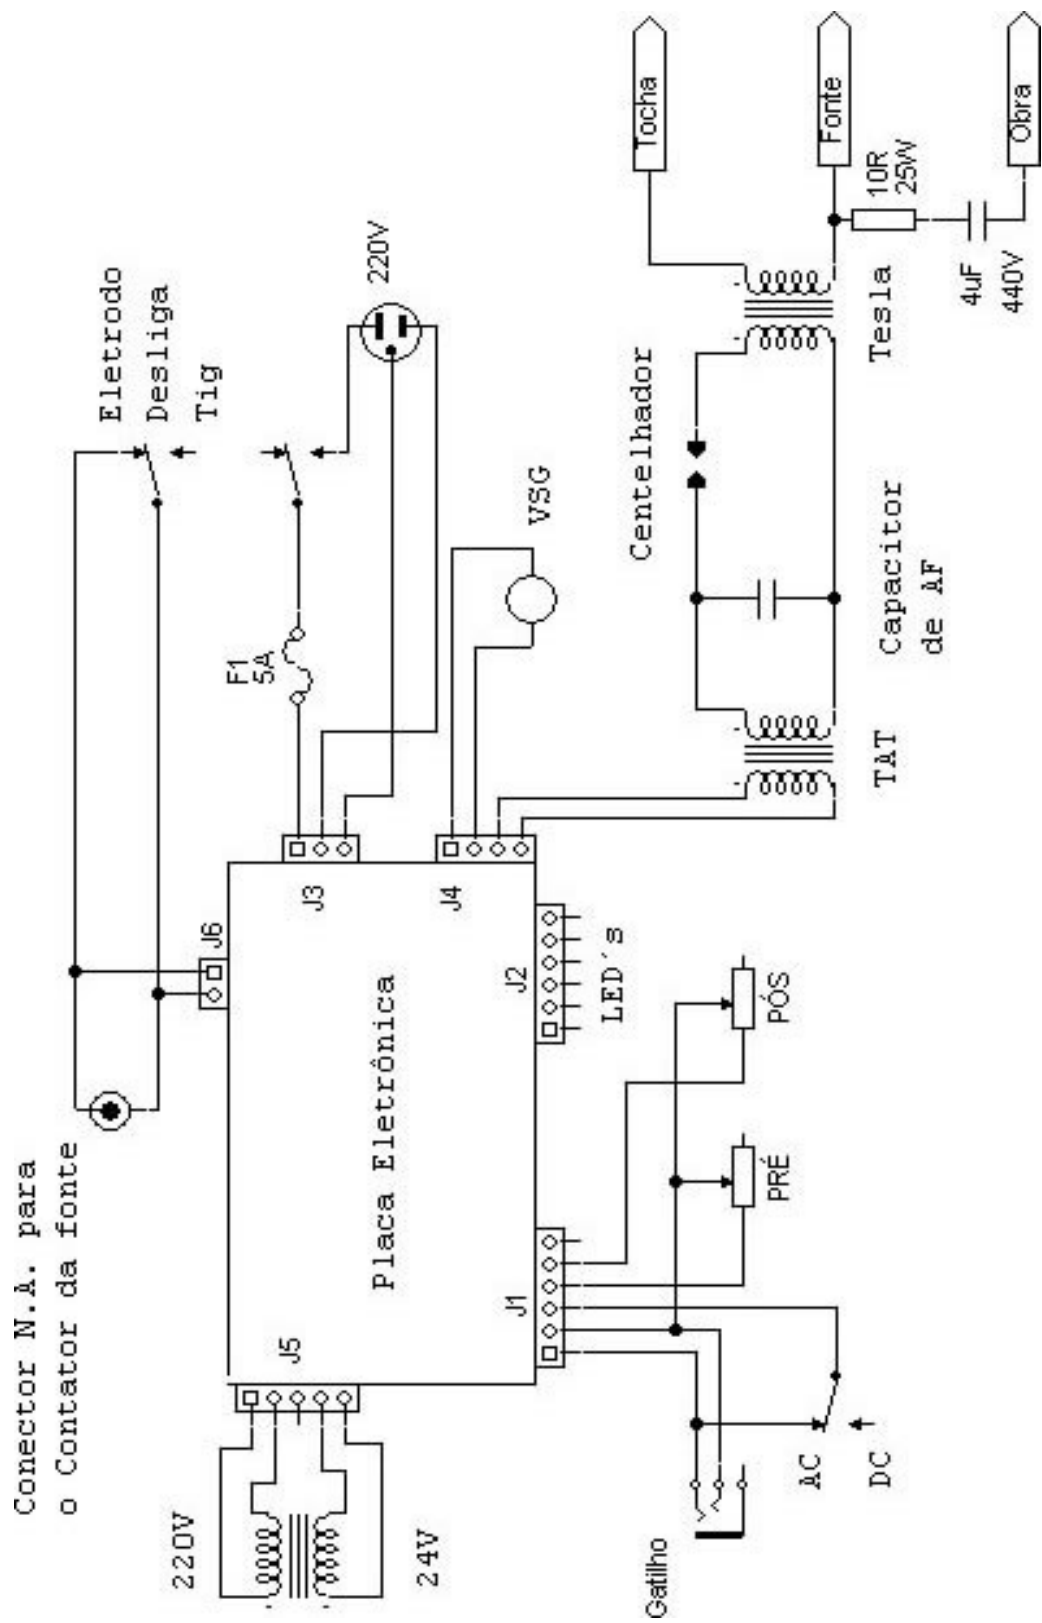 Conector N.A. para
o Contator da fonte
Eletrodo
Desliga
Tig
220V
F1
5A
J6
J3
J4
J5
J1
J2
Placa Eletrônica
220V
24V
VSG
LED´s
PRÉ
PÓS
Gatilho
AC
DC
TAT
Capacitor
de AF
Centelhador
Tesla
Tocha
Fonte
Obra
10R
25W
4uF
440V